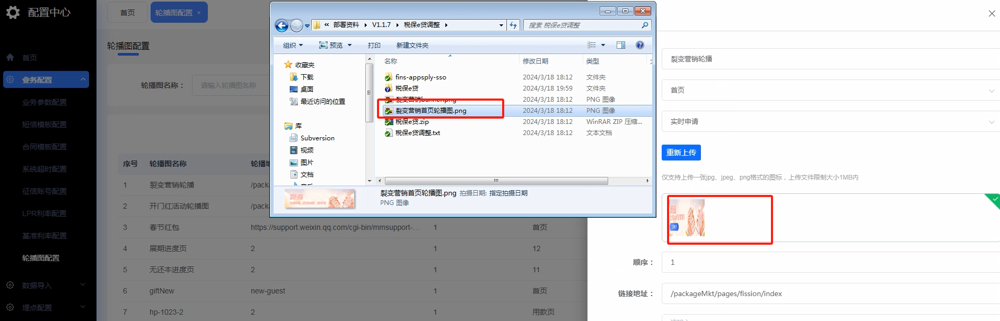 配置中心
首页
业务配置
业务参数配置
短信模板配置
合同模板配置
系统超时配置
征信账号配置
LPR利率配置
基准利率配置
轮播图配置
数据导入
埋点配置
首页
轮播图配置 ×
轮播图配置
轮播图名称：
请输入轮播图名称
序号 轮播图名称
1 裂变营销轮播
2 开门红活动轮播图
3 春节红包 https://support.weixin.qq.com/cgi-bin/mmsupport-... 1 首页
4 展期进度页 2 1 12
5 无还本进度页 2 1 11
6 giftNew new-guest 1 首页
7 hp-1023-2 2 1 用款页
« 部署资料 ▸ V1.1.7 ▸ 税保e贷调整 ▸
搜索 税保e贷调整
组织 预览 打印 新建文件夹
收藏夹
下载
桌面
最近访问的位置
库
Subversion
视频
图片
文档
名称 修改日期 类型
fins-appsply-sso 2024/3/18 18:12 文件夹
税保e贷 2024/3/18 19:59 文件夹
裂变营销banner.png 2024/3/18 18:12 PNG 图像
裂变营销首页轮播图.png 2024/3/18 18:12 PNG 图像
税保e贷.zip 2024/3/18 18:12 WinRAR ZIP 压缩...
税保e贷调整.txt 2024/3/18 18:12 文本文档
裂变营销首页轮播图.png 拍摄日期: 指定拍摄日期
PNG 图像
裂变营销轮播
首页
实时申请
重新上传
仅支持上传一张jpg、jpeg、png格式的图标，上传文件限制大小1MB内
顺序： 1
链接地址： /packageMkt/pages/fission/index